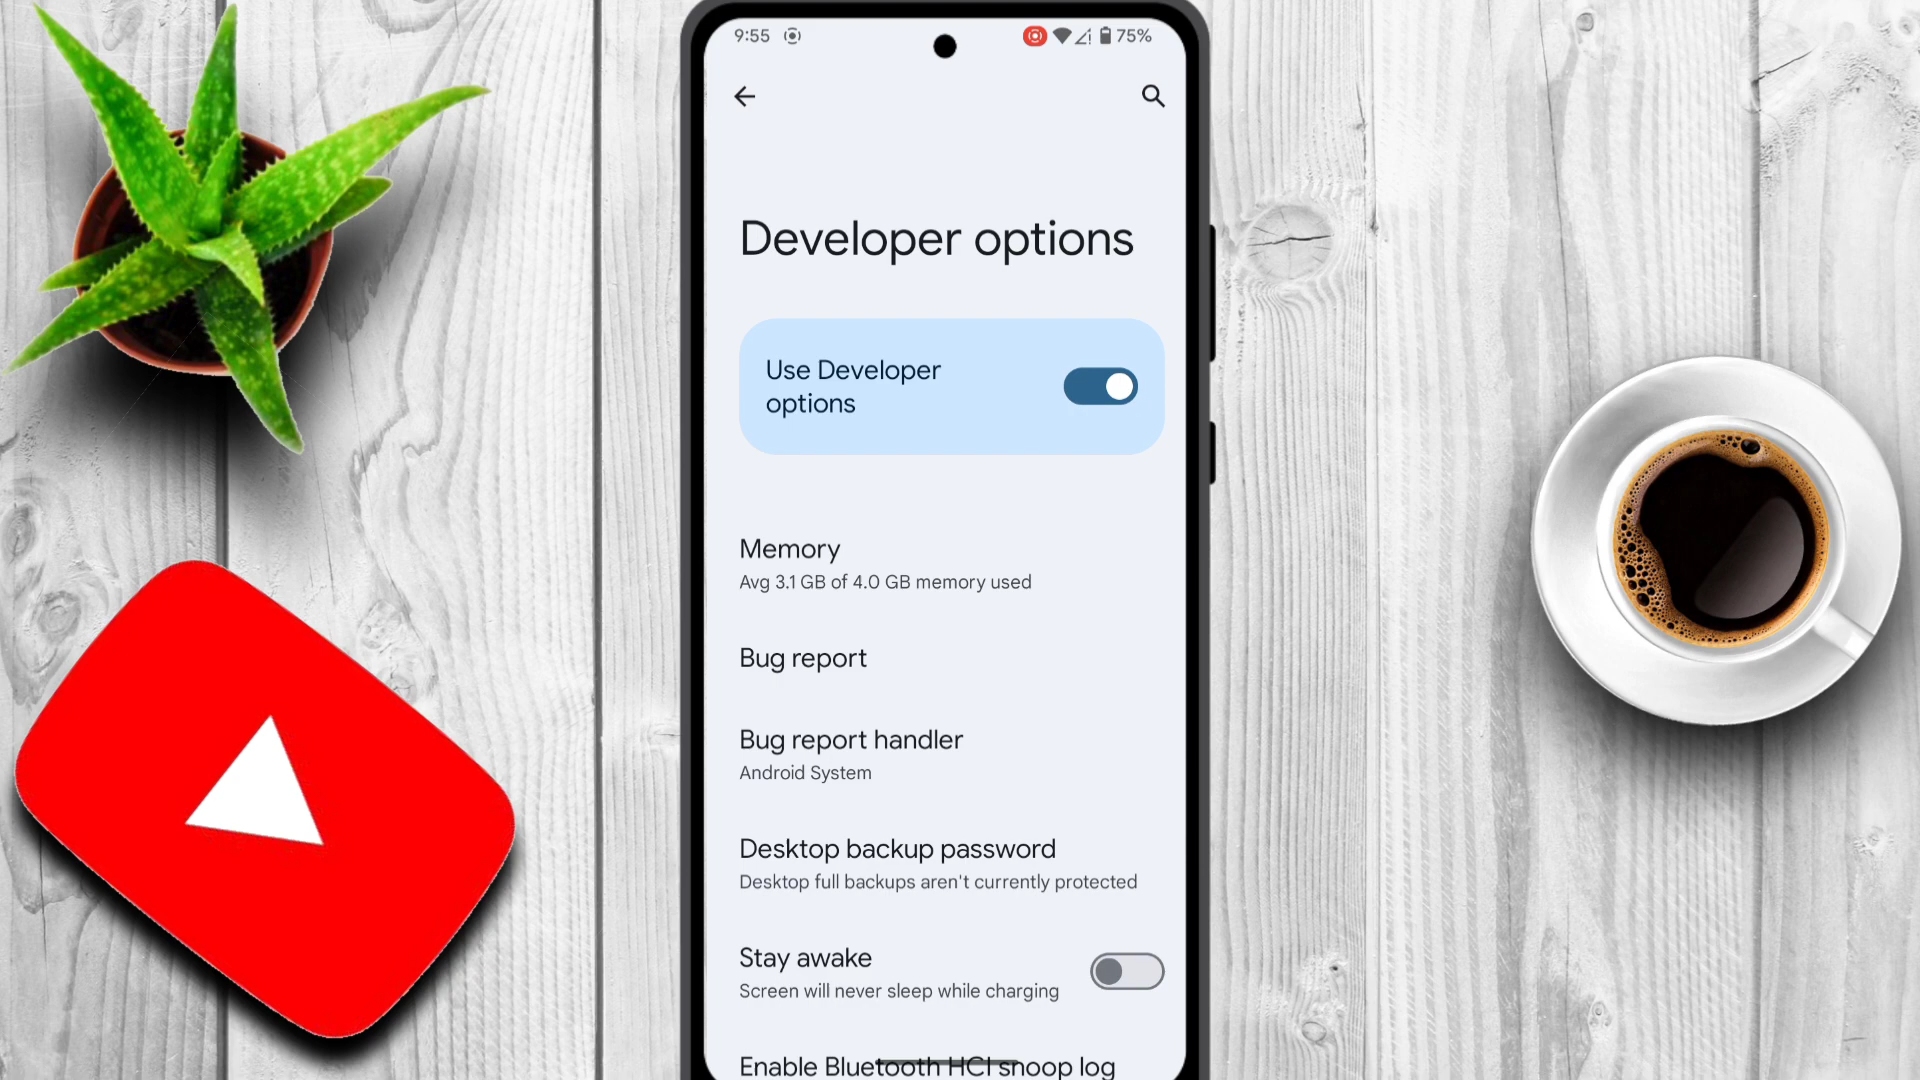 9:55
75%
Developer options
Use Developer
options
Memory
Avg 3.1 GB of 4.0 GB memory used
Bug report
Bug report handler
Android System
Desktop backup password
Desktop full backups aren't currently protected
Stay awake
Screen will never sleep while charging
Enable Bluetooth HCI snoop log